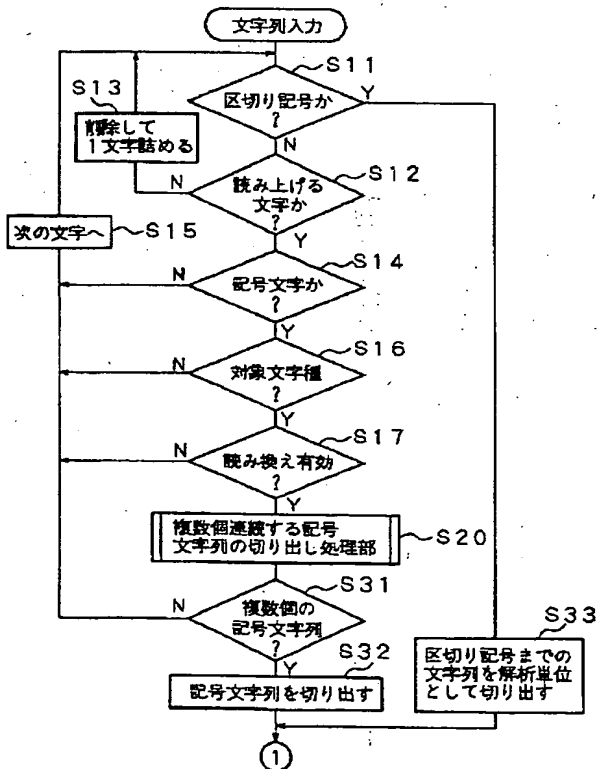 文字列入力
S11
区切り記号か
?
Y
N
S13
削除して
1文字詰める
S12
読み上げる
文字か
?
N
Y
次の文字へ
S15
S14
記号文字か
?
N
Y
S16
対象文字種
?
N
Y
S17
読み換え有効
?
N
Y
複数個連続する記号
文字列の切り出し処理部
S20
S31
複数個の
記号文字列
?
N
Y
S32
記号文字列を切り出す
S33
区切り記号までの
文字列を解析単位
として切り出す
1